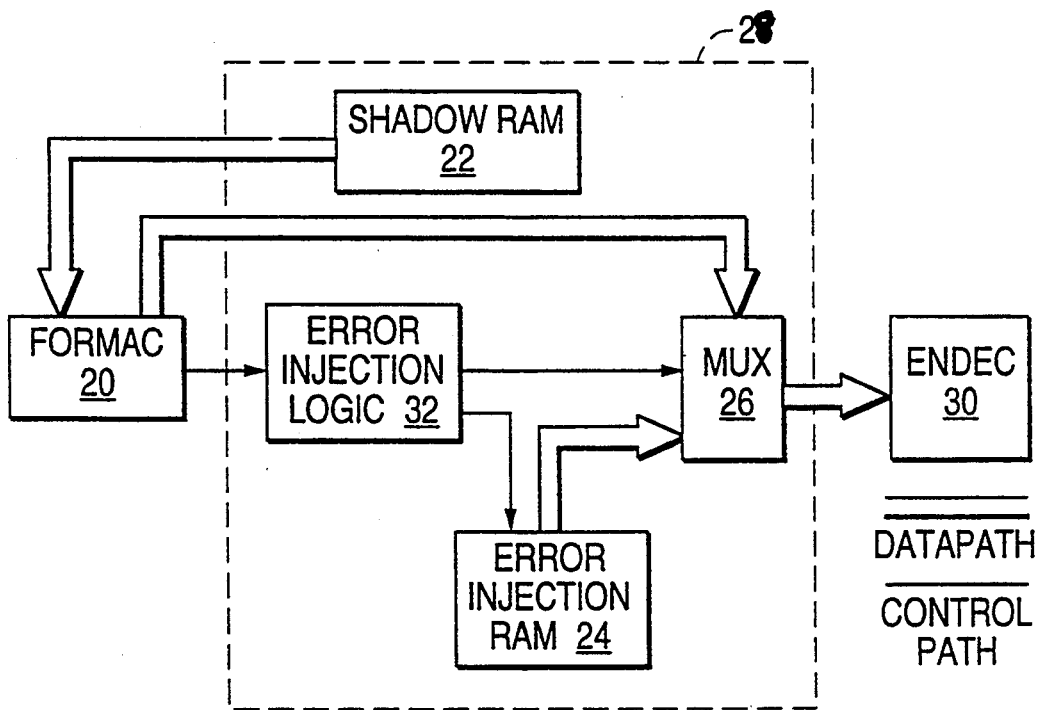 SHADOW RAM
22
FORMAC
20
ERROR
INJECTION
LOGIC 32
MUX
26
ENDEC
30
ERROR
INJECTION
RAM 24
DATAPATH
CONTROL
PATH